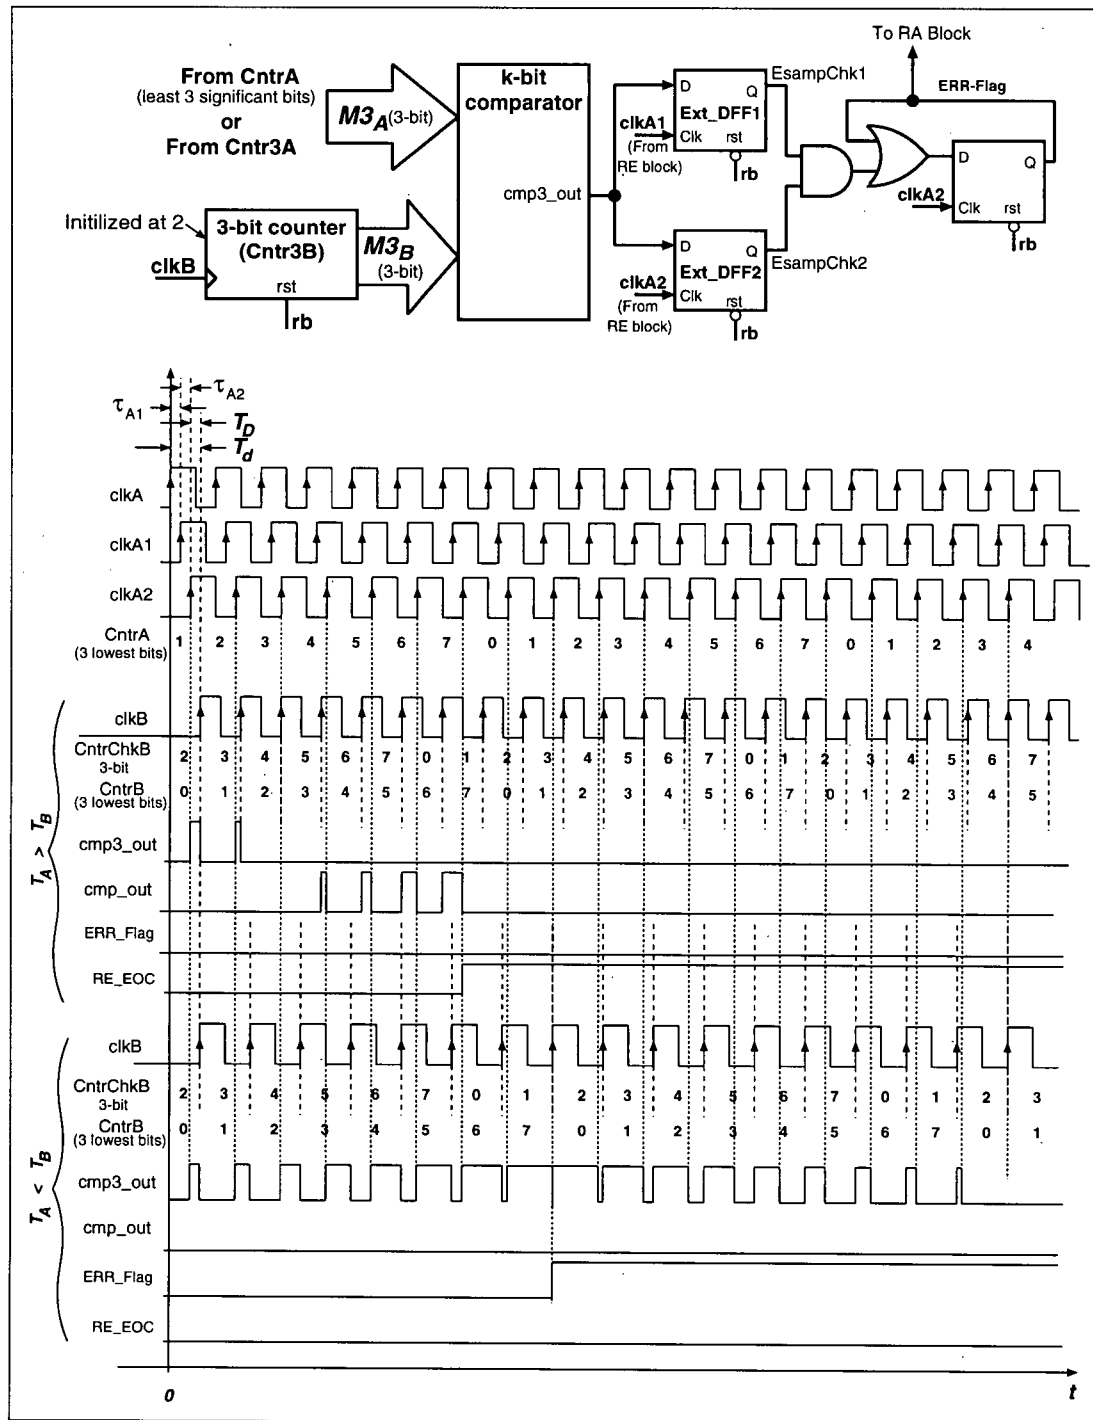 To RA Block
From CntrA
(least 3 significant bits)
or
From Cntr3A
M3A (3-bit)
k-bit
comparator
cmp3_out
EsampChk1
D
Q
Ext_DFF1
clkA1
Clk
rst
(From
RE block)
rb
ERR-Flag
D
Q
clkA2
Clk
rst
rb
Initilized at 2
3-bit counter
(Cntr3B)
clkB
rst
rb
M3B
(3-bit)
D
Q
EsampChk2
Ext_DFF2
clkA2
Clk
rst
(From
RE block)
rb
τA2
τA1
TD
Td
clkA
clkA1
clkA2
CntrA
(3 lowest bits)
1 2 3 4 5 6 7 0 1 2 3 4 5 6 7 0 1 2 3 4
TA > TB
clkB
CntrChkB
3-bit
2 3 4 5 6 7 0 1 2 3 4 5 6 7 0 1 2 3 4 5 6 7
CntrB
(3 lowest bits)
0 1 2 3 4 5 6 7 0 1 2 3 4 5 6 7 0 1 2 3 4 5
cmp3_out
cmp_out
ERR_Flag
RE_EOC
TA < TB
clkB
CntrChkB
3-bit
2 3 4 5 6 7 0 1 2 3 4 5 6 7 0 1 2 3
CntrB
(3 lowest bits)
0 1 2 3 4 5 6 7 0 1 2 3 4 5 6 7 0 1
cmp3_out
cmp_out
ERR_Flag
RE_EOC
0
t